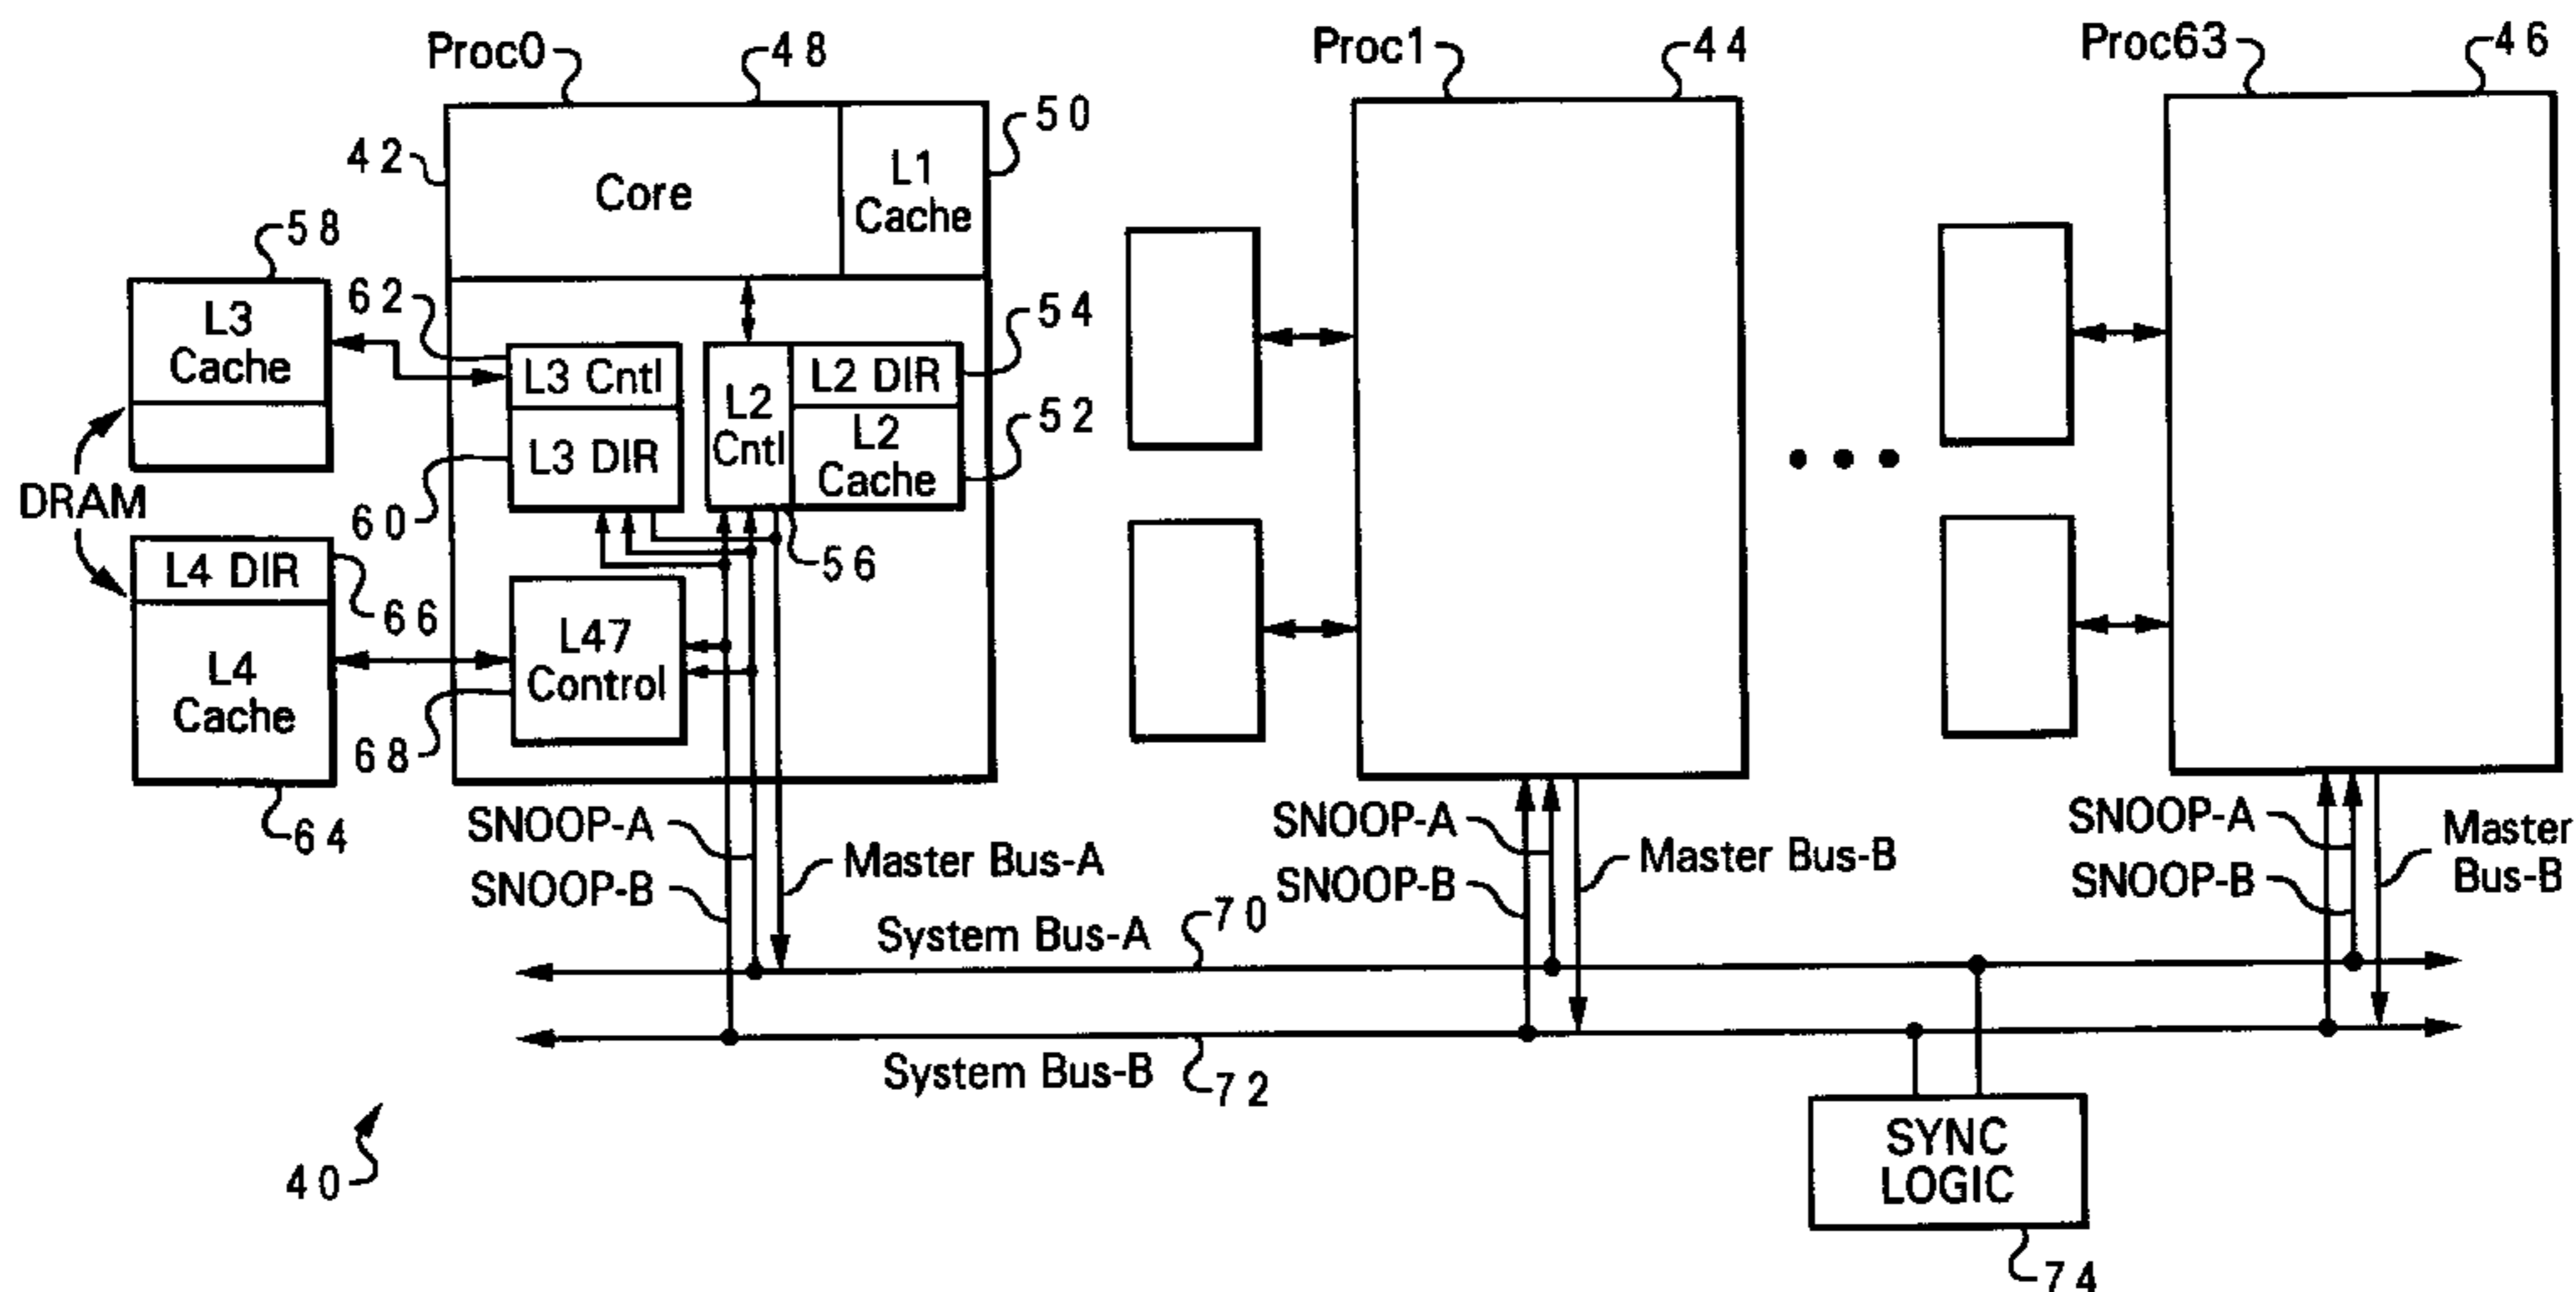 Proc0
48
Proc1
44
Proc63
46
42
Core
L1
Cache
50
58
L3
Cache
62
L3 Cntl
L3 DIR
60
L2
Cntl
L2 DIR
54
L2
Cache
52
56
DRAM
L4 DIR
66
L4
Cache
64
L47
Control
68
SNOOP-A
SNOOP-B
Master Bus-A
SNOOP-A
SNOOP-B
Master Bus-B
SNOOP-A
SNOOP-B
Master
Bus-B
System Bus-A
70
System Bus-B
72
40
SYNC
LOGIC
74